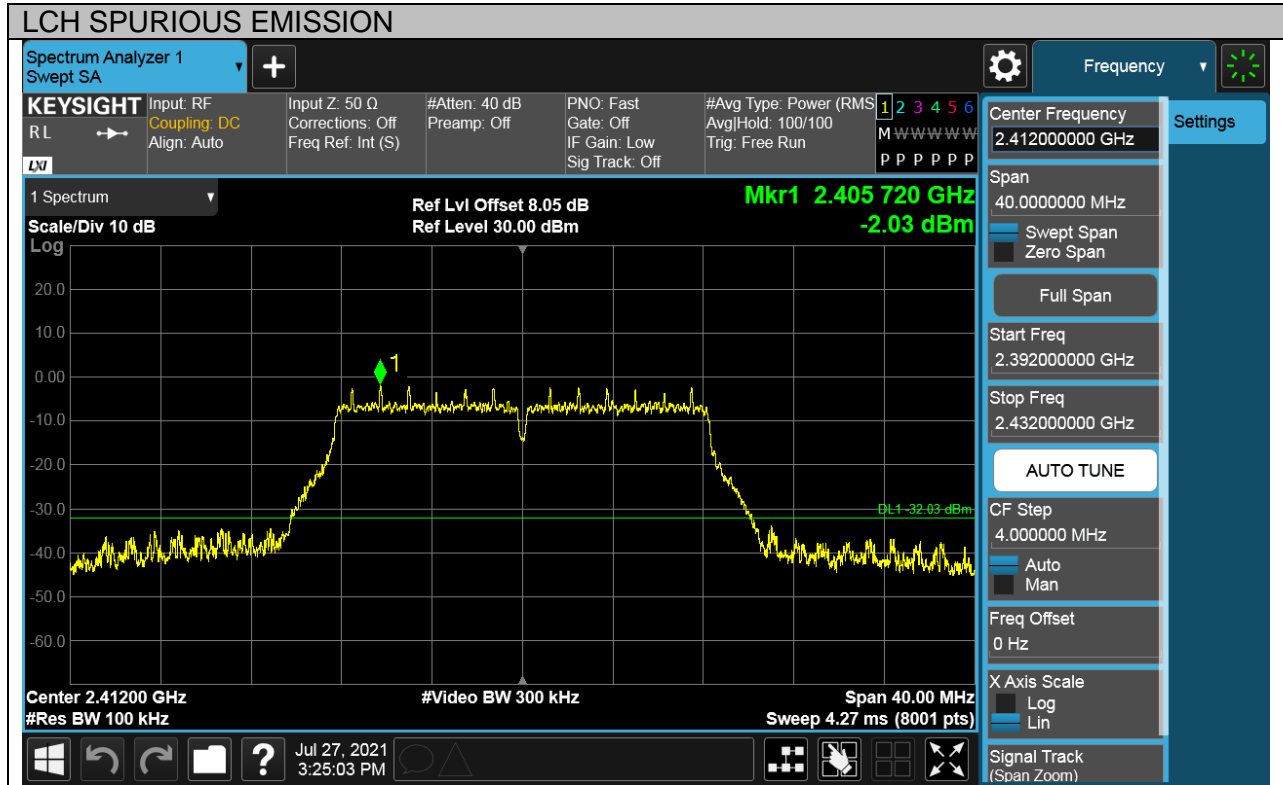 LCH SPURIOUS EMISSION
Spectrum Analyzer 1
Swept SA
+
Frequency
KEYSIGHT
RL
LXI
Input: RF
Coupling: DC
Align: Auto
Input Z: 50 Ω
Corrections: Off
Freq Ref: Int (S)
#Atten: 40 dB
Preamp: Off
PNO: Fast
Gate: Off
IF Gain: Low
Sig Track: Off
#Avg Type: Power (RMS
Avg|Hold: 100/100
Trig: Free Run
1 2 3 4 5 6
M W W W W W
P P P P P P
1 Spectrum
Scale/Div 10 dB
Log
Ref Lvl Offset 8.05 dB
Ref Level 30.00 dBm
Mkr1 2.405 720 GHz
-2.03 dBm
20.0
10.0
0.00
-10.0
-20.0
-30.0
-40.0
-50.0
-60.0
1
DL1 -32.03 dBm
Center 2.41200 GHz
#Res BW 100 kHz
#Video BW 300 kHz
Span 40.00 MHz
Sweep 4.27 ms (8001 pts)
?
Jul 27, 2021
3:25:03 PM
Center Frequency
2.412000000 GHz
Settings
Span
40.0000000 MHz
Swept Span
Zero Span
Full Span
Start Freq
2.392000000 GHz
Stop Freq
2.432000000 GHz
AUTO TUNE
CF Step
4.000000 MHz
Auto
Man
Freq Offset
0 Hz
X Axis Scale
Log
Lin
Signal Track
(Span Zoom)